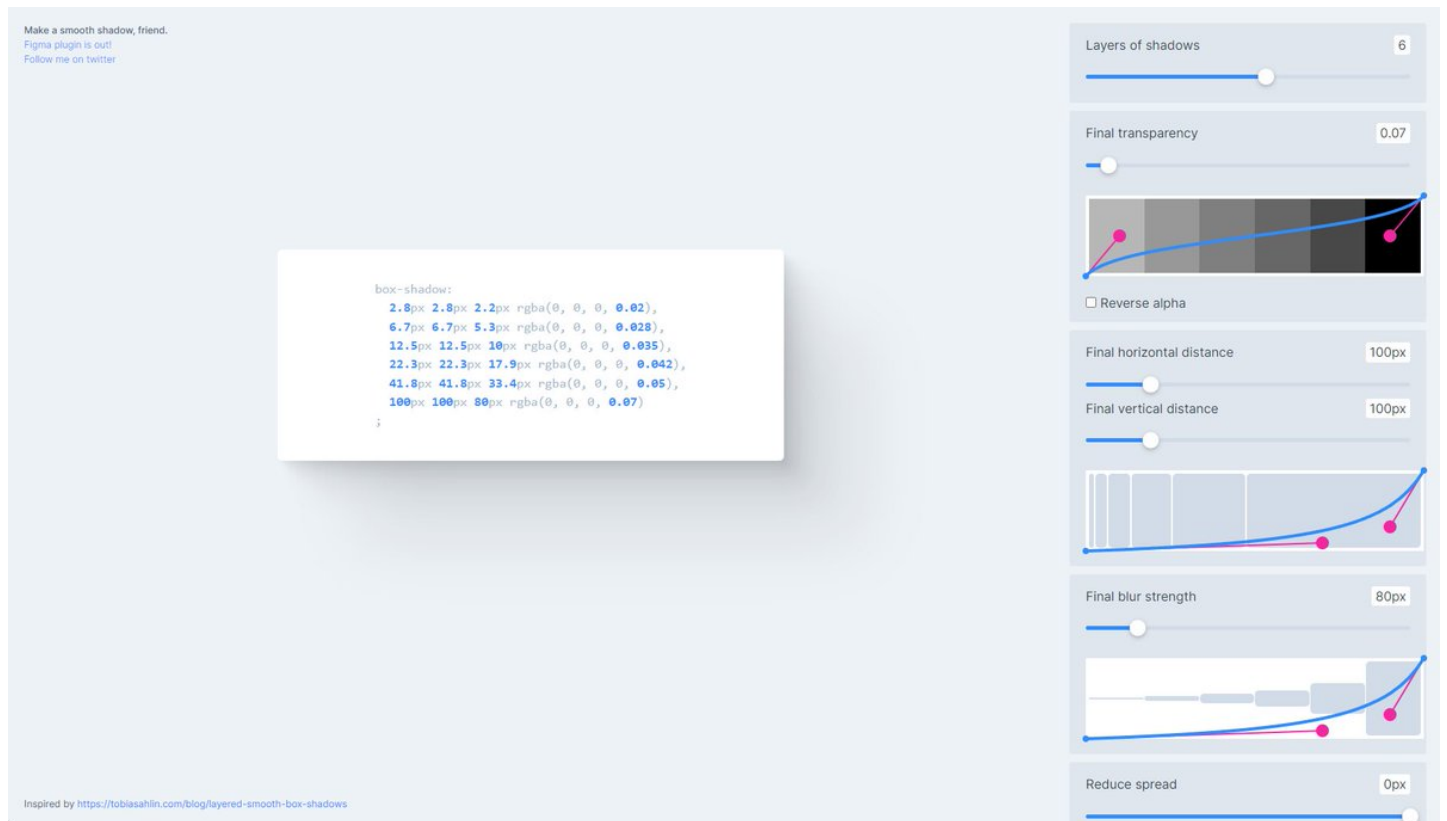 Make a smooth shadow, friend.
Figma plugin is out!
Follow me on twitter
box-shadow:
2.8px 2.8px 2.2px rgba(0, 0, 0, 0.02),
6.7px 6.7px 5.3px rgba(0, 0, 0, 0.028),
12.5px 12.5px 10px rgba(0, 0, 0, 0.035),
22.3px 22.3px 17.9px rgba(0, 0, 0, 0.042),
41.8px 41.8px 33.4px rgba(0, 0, 0, 0.05),
100px 100px 80px rgba(0, 0, 0, 0.07)
;
Inspired by https://tobiasahlin.com/blog/layered-smooth-box-shadows
Layers of shadows 6
Final transparency 0.07
Reverse alpha
Final horizontal distance 100px
Final vertical distance 100px
Final blur strength 80px
Reduce spread 0px